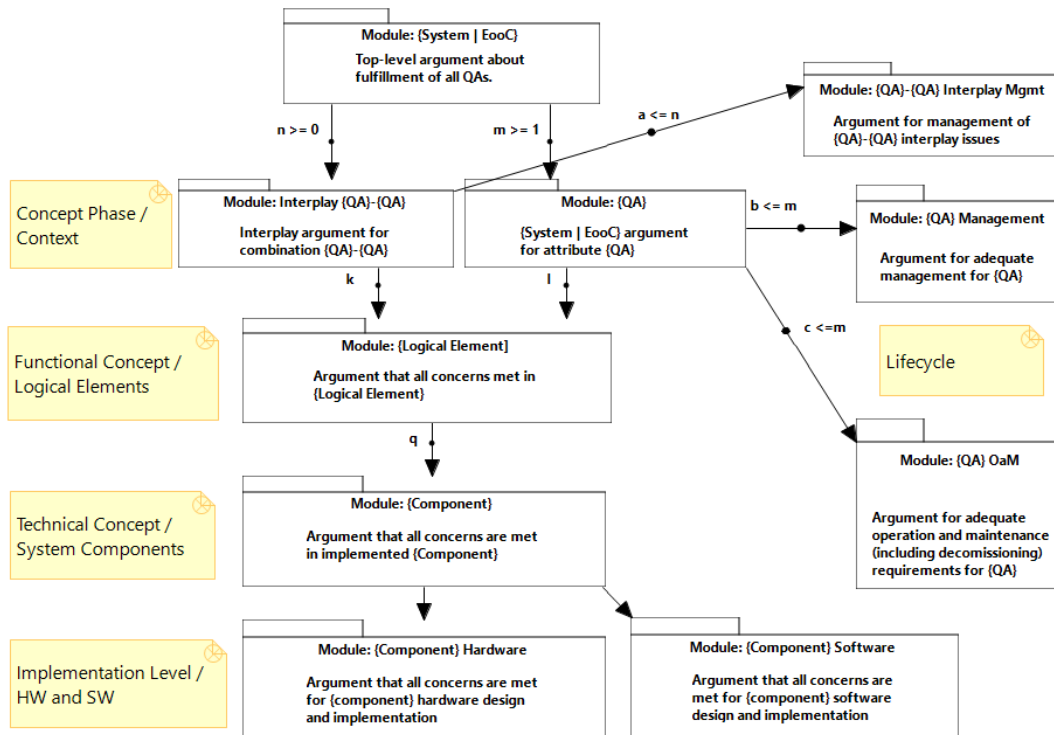 Module: {System | EooC}
Top-level argument about
fulfillment of all QAs.
n >= 0
m >= 1
a <= n
Module: {QA}-{QA} Interplay Mgmt
Argument for management of
{QA}-{QA} interplay issues
Concept Phase /
Context
Module: Interplay {QA}-{QA}
Interplay argument for
combination {QA}-{QA}
Module: {QA}
{System | EooC} argument
for attribute {QA}
b <= m
Module: {QA} Management
Argument for adequate
management for {QA}
k
l
c <=m
Functional Concept /
Logical Elements
Module: {Logical Element]
Argument that all concerns met in
{Logical Element}
Lifecycle
q
Module: {QA} OaM
Argument for adequate
operation and maintenance
(including decomissioning)
requirements for {QA}
Technical Concept /
System Components
Module: {Component}
Argument that all concerns are met
in implemented {Component}
Implementation Level /
HW and SW
Module: {Component} Hardware
Argument that all concerns are met
for {component} hardware design
and implementation
Module: {Component} Software
Argument that all concerns are
met for {component} software
design and implementation